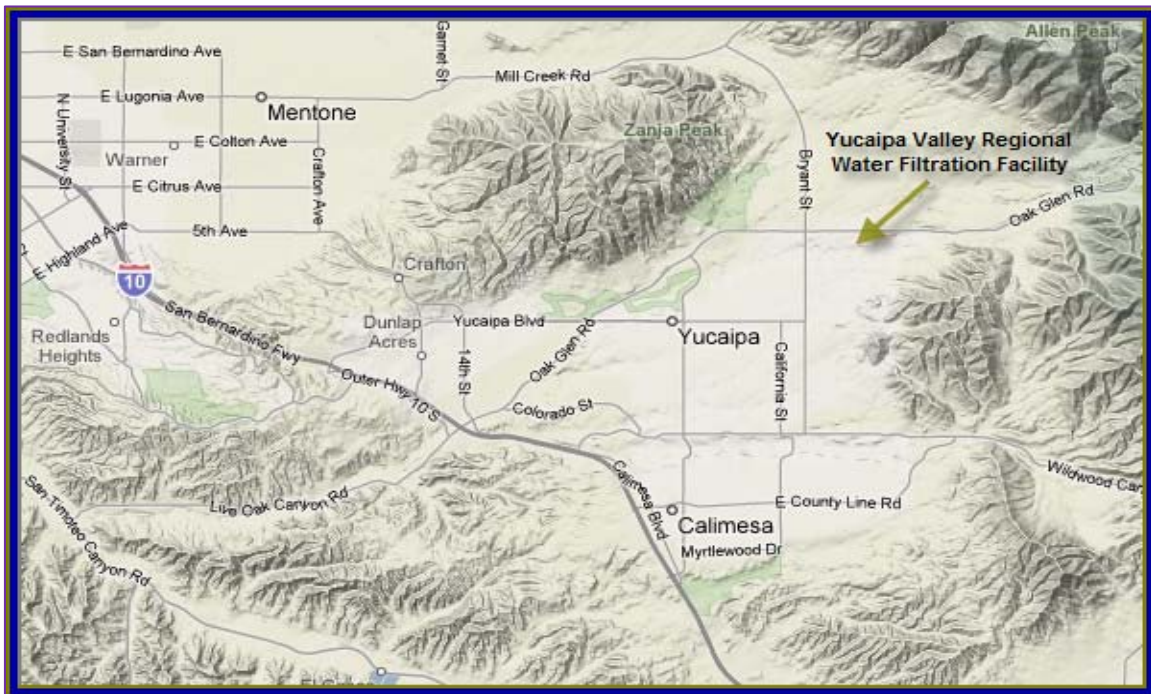 Allen Peak
E San Bernardino Ave
Garnet St
Mill Creek Rd
E Lugonia Ave
N University St
Mentone
Zanja Peak
Yucaipa Valley Regional
Water Filtration Facility
E Colton Ave
Warner
Crafton Ave
Bryant St
E Citrus Ave
Oak Glen Rd
5th Ave
E Highland Ave
Crafton
10
San Bernardino Fwy
Redlands
Heights
Dunlap
Acres
Yucaipa Blvd
Yucaipa
14th St
Oak Glen Rd
California St
Outer Hwy 10 S
Colorado St
Calimesa Blvd
Wildwood Can
Live Oak Canyon Rd
E County Line Rd
Calimesa
San Timoteo Canyon Rd
Myrtlewood Dr